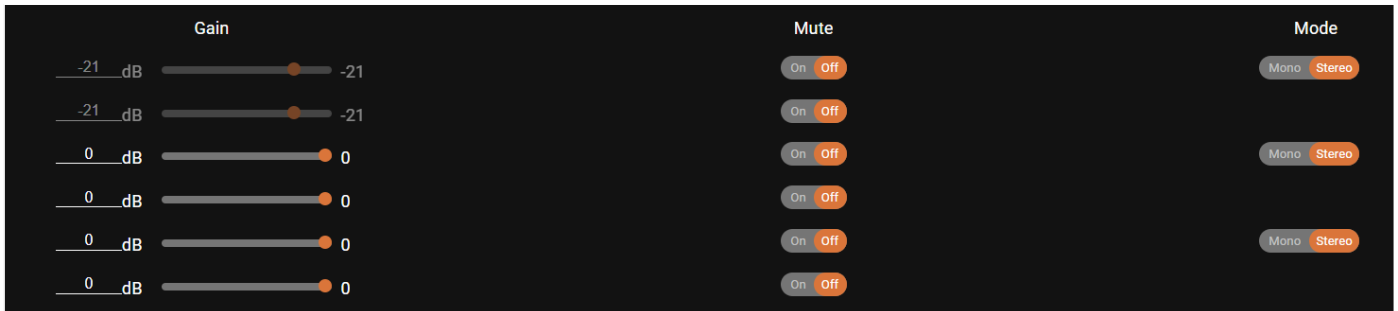 Gain Mute Mode
-21 dB -21 On Off Mono Stereo
-21 dB -21 On Off
0 dB 0 On Off Mono Stereo
0 dB 0 On Off
0 dB 0 On Off Mono Stereo
0 dB 0 On Off